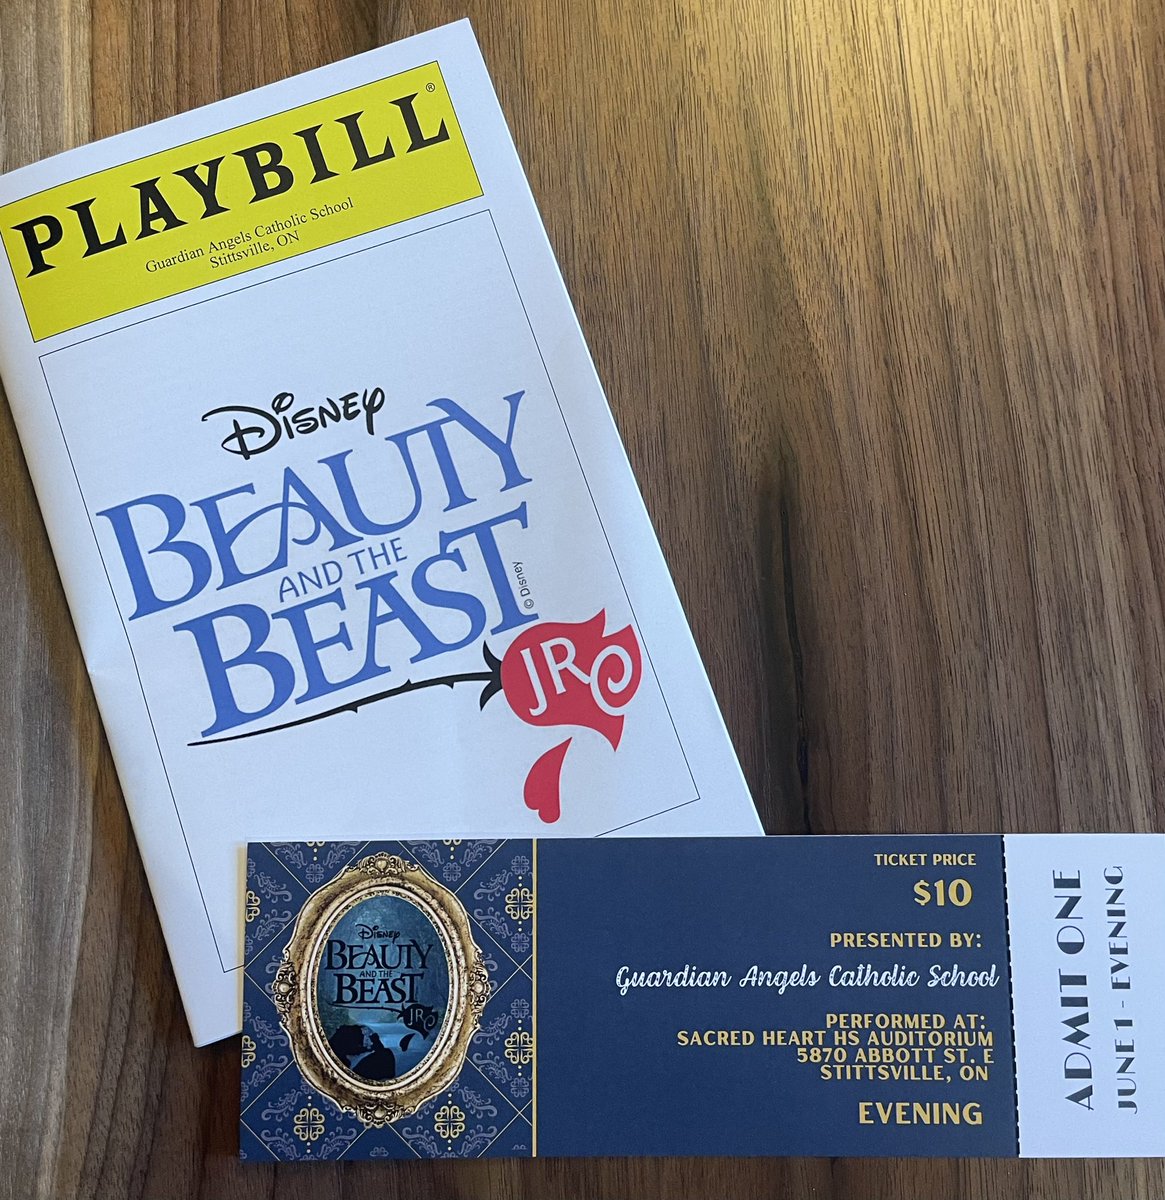 PLAYBILL®
Guardian Angels Catholic School
Stittsville, ON
Disney
BEAUTY
AND THE
BEAST
© Disney
JR
Disney
BEAUTY
AND THE
BEAST
JR
TICKET PRICE
$10
PRESENTED BY:
Guardian Angels Catholic School
PERFORMED AT:
SACRED HEART HS AUDITORIUM
5870 ABBOTT ST. E
STITTSVILLE, ON
EVENING
ADMIT ONE
JUNE 1 - EVENING